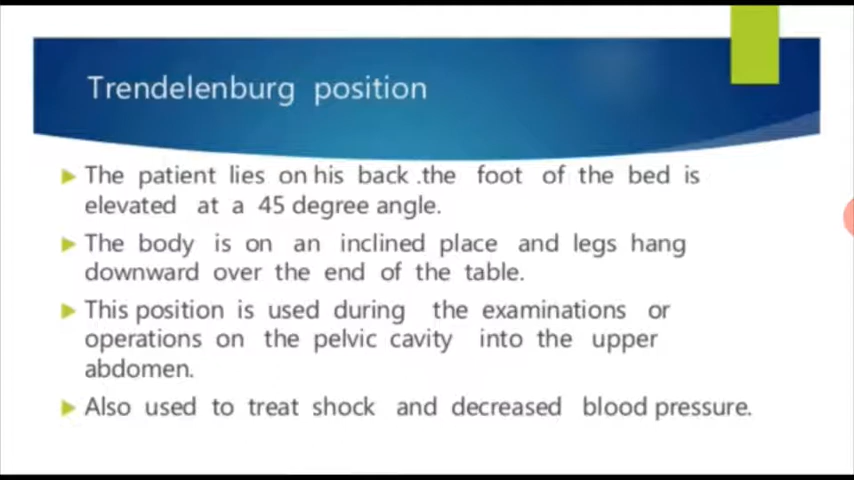 Trendelenburg position
The patient lies on his back .the foot of the bed is
elevated at a 45 degree angle.
The body is on an inclined place and legs hang
downward over the end of the table.
This position is used during the examinations or
operations on the pelvic cavity into the upper
abdomen.
Also used to treat shock and decreased blood pressure.